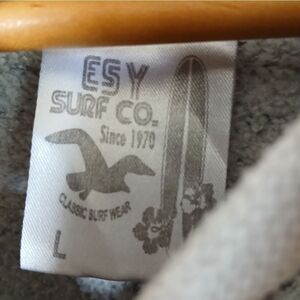 ESY
SURF CO.
Since 1970
CLASSIC SURF WEAR
L